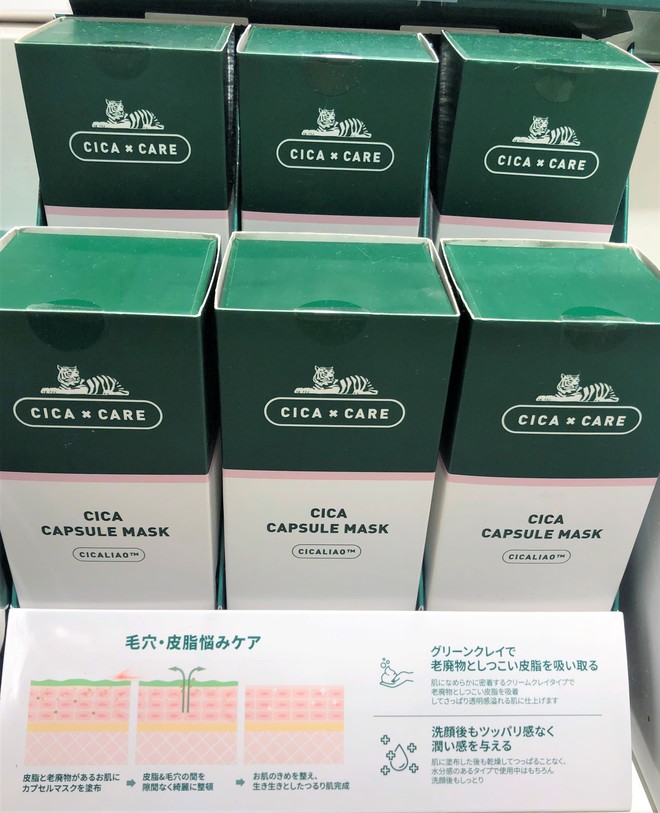 CICA × CARE
CICA × CARE
CICA × CARE
CICA × CARE
CICA × CARE
CICA × CARE
CICA
CAPSULE MASK
CICALIAO™
CICA
CAPSULE MASK
CICALIAO™
CICA
CAPSULE MASK
CICALIAO™
毛穴・皮脂悩みケア
皮脂と老廃物があるお肌に
カプセルマスクを塗布
皮脂&毛穴の間を
隙間なく綺麗に整頓
お肌のきめを整え、
生き生きとしたつるり肌完成
グリーンクレイで
老廃物としつこい皮脂を吸い取る
肌になめらかに密着するクリームクレイタイプで
老廃物としつこい皮脂を吸着
してさっぱり透明感溢れる肌に仕上げます
洗顔後もツッパリ感なく
潤い感を与える
肌に塗布した後も乾燥してつっぱることなく、
水分感のあるタイプで使用中はもちろん
洗顔後もしっとり